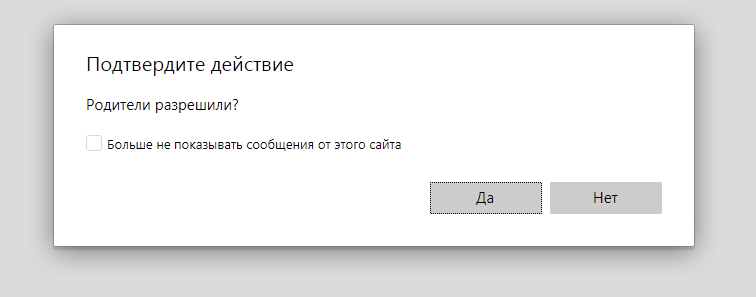 Подтвердите действие
Родители разрешили?
Больше не показывать сообщения от этого сайта
Да
Нет